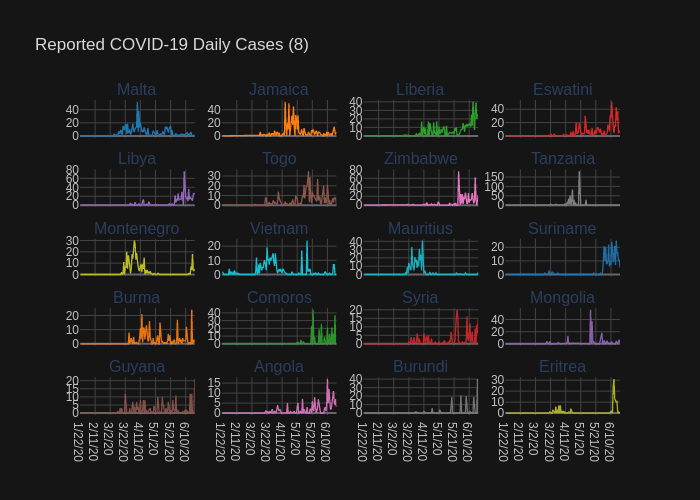 Reported COVID-19 Daily Cases (8)
Malta Jamaica Liberia Eswatini
40 20 0
40 20 0
40 30 20 10 0
40 20 0
Libya Togo Zimbabwe Tanzania
80 60 40 20 0
30 20 10 0
80 60 40 20 0
150 100 50 0
Montenegro Vietnam Mauritius Suriname
30 20 10 0
20 10 0
40 30 20 10 0
20 10 0
Burma Comoros Syria Mongolia
20 10 0
40 30 20 10 0
20 15 10 5 0
40 20 0
Guyana Angola Burundi Eritrea
20 15 10 5 0
15 10 5 0
40 30 20 10 0
30 20 10 0
1/22/20 2/11/20 3/2/20 3/22/20 4/11/20 5/1/20 5/21/20 6/10/20
1/22/20 2/11/20 3/2/20 3/22/20 4/11/20 5/1/20 5/21/20 6/10/20
1/22/20 2/11/20 3/2/20 3/22/20 4/11/20 5/1/20 5/21/20 6/10/20
1/22/20 2/11/20 3/2/20 3/22/20 4/11/20 5/1/20 5/21/20 6/10/20